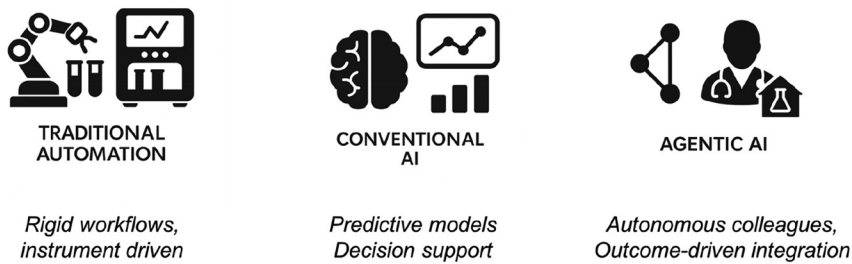 TRADITIONAL
AUTOMATION
CONVENTIONAL
AI
AGENTIC AI
Rigid workflows,
instrument driven
Predictive models
Decision support
Autonomous colleagues,
Outcome-driven integration